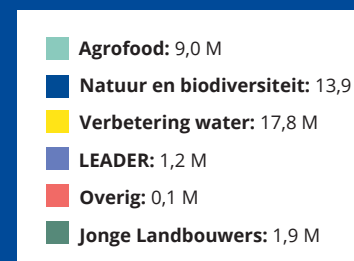 Agrofood: 9,0 M
Natuur en biodiversiteit: 13,9
Verbetering water: 17,8 M
LEADER: 1,2 M
Overig: 0,1 M
Jonge Landbouwers: 1,9 M